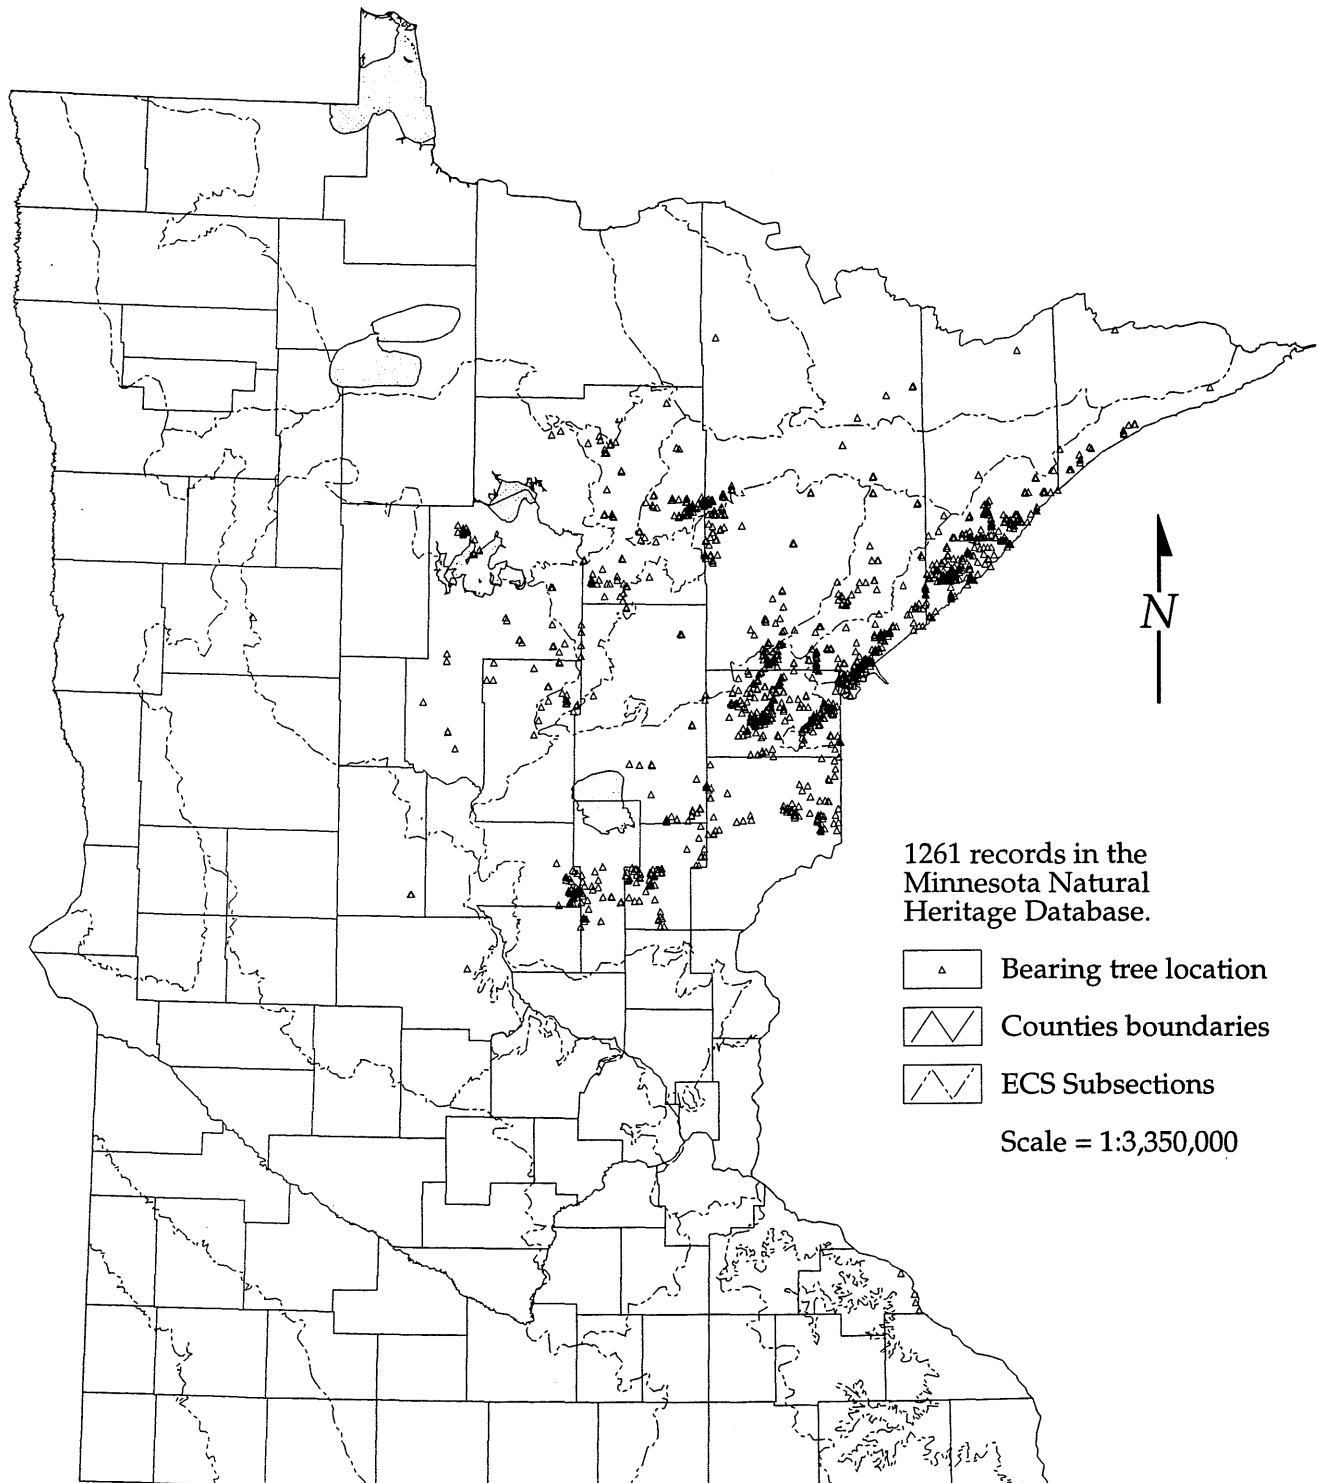 N
1261 records in the
Minnesota Natural
Heritage Database.
Bearing tree location
Counties boundaries
ECS Subsections
Scale = 1:3,350,000